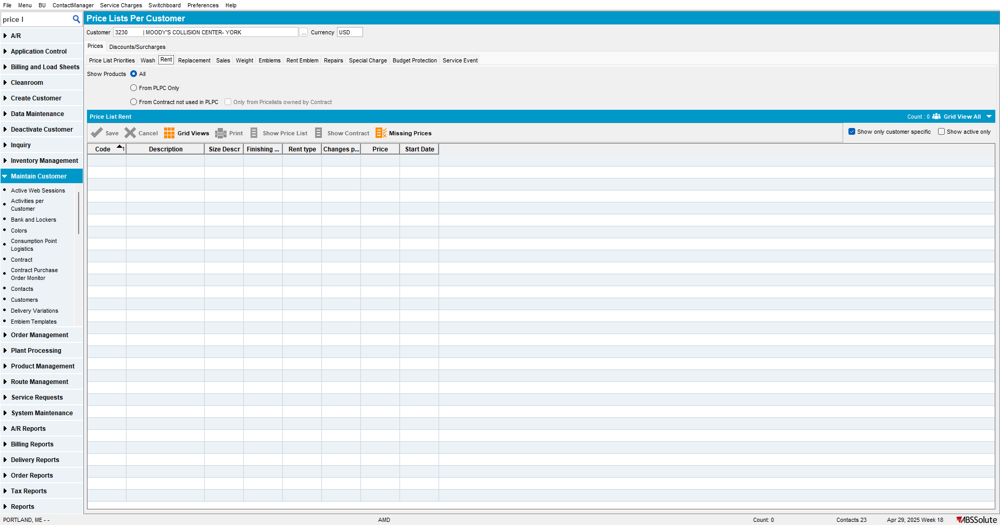 File Menu BU ContactManager Service Charges Switchboard Preferences Help
price l
A/R
Application Control
Billing and Load Sheets
Cleanroom
Create Customer
Data Maintenance
Deactivate Customer
Inquiry
Inventory Management
Maintain Customer
Active Web Sessions
Activities per
Customer
Bank and Lockers
Colors
Consumption Point
Logistics
Contract
Contract Purchase
Order Monitor
Contacts
Customers
Delivery Variations
Emblem Templates
Order Management
Plant Processing
Product Management
Route Management
Service Requests
System Maintenance
A/R Reports
Billing Reports
Delivery Reports
Order Reports
Tax Reports
Reports
Price Lists Per Customer
Customer 3230 | MOODY'S COLLISION CENTER- YORK ... Currency USD
Prices Discounts/Surcharges
Price List Priorities Wash Rent Replacement Sales Weight Emblems Rent Emblem Repairs Special Charge Budget Protection Service Event
Show Products All
From PLPC Only
From Contract not used in PLPC Only from Pricelists owned by Contract
Price List Rent Count : 0 Grid View All
Save Cancel Grid Views Print Show Price List Show Contract Missing Prices Show only customer specific Show active only
Code 1 Description Size Descr Finishing ... Rent type Changes p... Price Start Date
PORTLAND, ME - - AMD Count: 0 Contacts 23 Apr 29, 2025 Week 18 ABSSolute